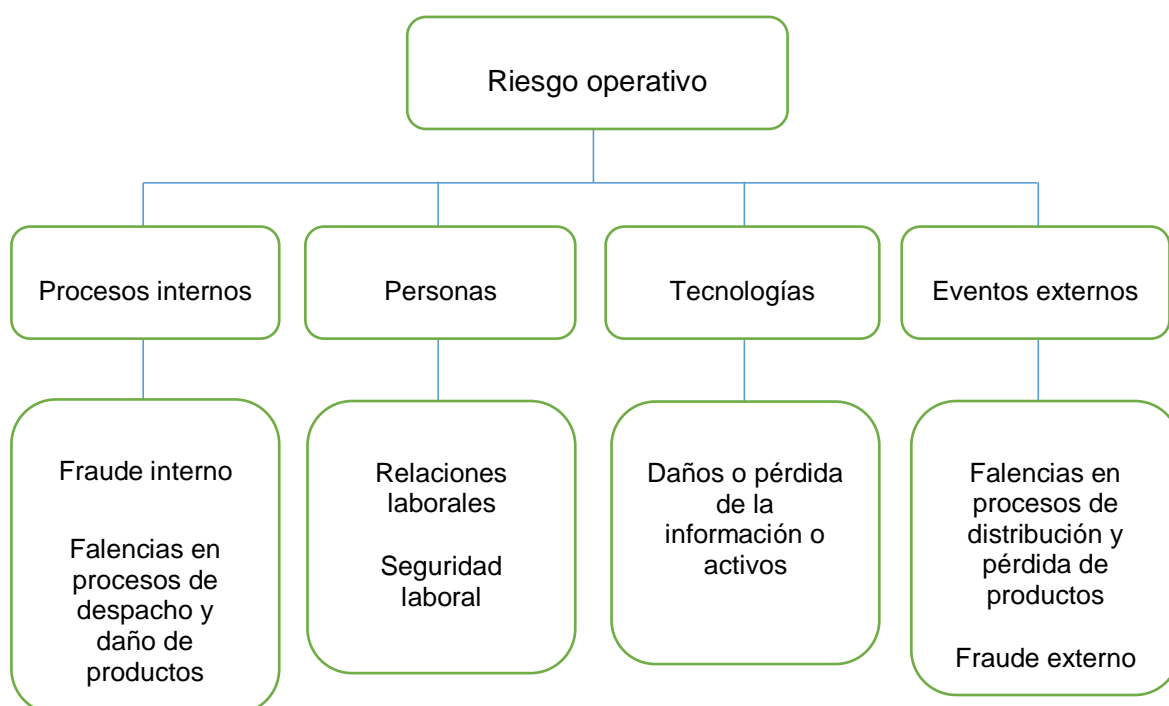 Riesgo operativo
Procesos internos
Personas
Tecnologías
Eventos externos
Fraude interno
Falencias en
procesos de
despacho y
daño de
productos
Relaciones
laborales
Seguridad
laboral
Daños o pérdida
de la
información o
activos
Falencias en
procesos de
distribución y
pérdida de
productos
Fraude externo